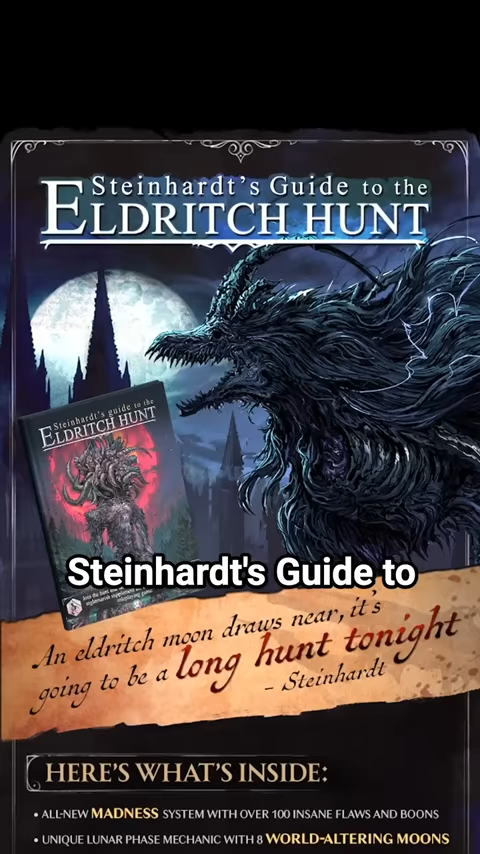 Steinhardt's Guide to the
ELDRITCH HUNT
Steinhardt's guide to the
ELDRITCH HUNT
Steinhardt's Guide to
An eldritch moon draws near, it's
going to be a long hunt tonight
- Steinhardt
HERE'S WHAT'S INSIDE:
• ALL-NEW MADNESS SYSTEM WITH OVER 100 INSANE FLAWS AND BOONS
• UNIQUE LUNAR PHASE MECHANIC WITH 8 WORLD-ALTERING MOONS